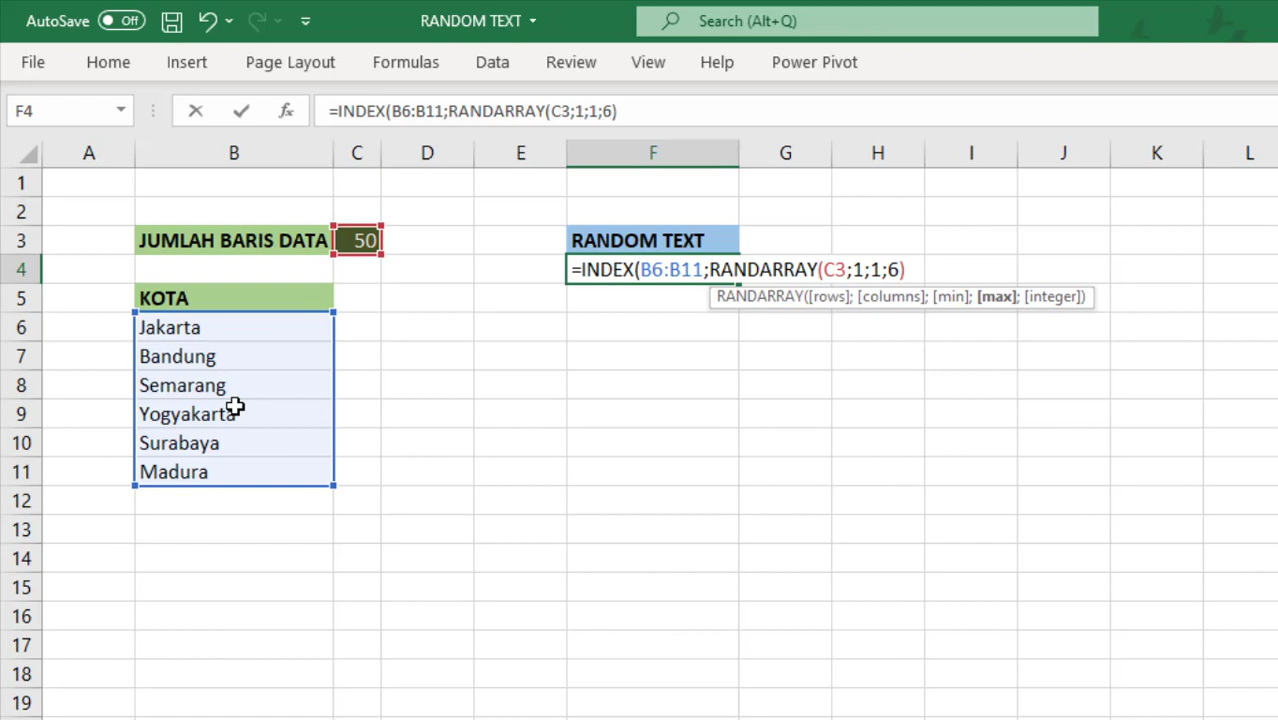 AutoSave Off RANDOM TEXT Search (Alt+Q)
File Home Insert Page Layout Formulas Data Review View Help Power Pivot
F4 fx =INDEX(B6:B11;RANDARRAY(C3;1;1;6)
A B C D E F G H I J K L
1
2
3 JUMLAH BARIS DATA 50 RANDOM TEXT
4 =INDEX(B6:B11;RANDARRAY(C3;1;1;6)
RANDARRAY([rows]; [columns]; [min]; [max]; [integer])
5 KOTA
6 Jakarta
7 Bandung
8 Semarang
9 Yogyakarta
10 Surabaya
11 Madura
12
13
14
15
16
17
18
19